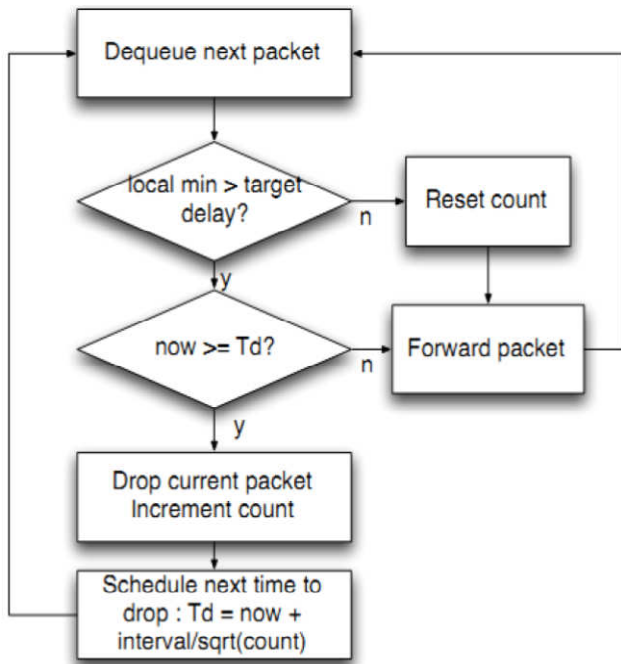 Dequeue next packet
local min > target
delay?
n
Reset count
y
now >= Td?
n
Forward packet
y
Drop current packet
Increment count
Schedule next time to
drop : Td = now +
interval/sqrt(count)